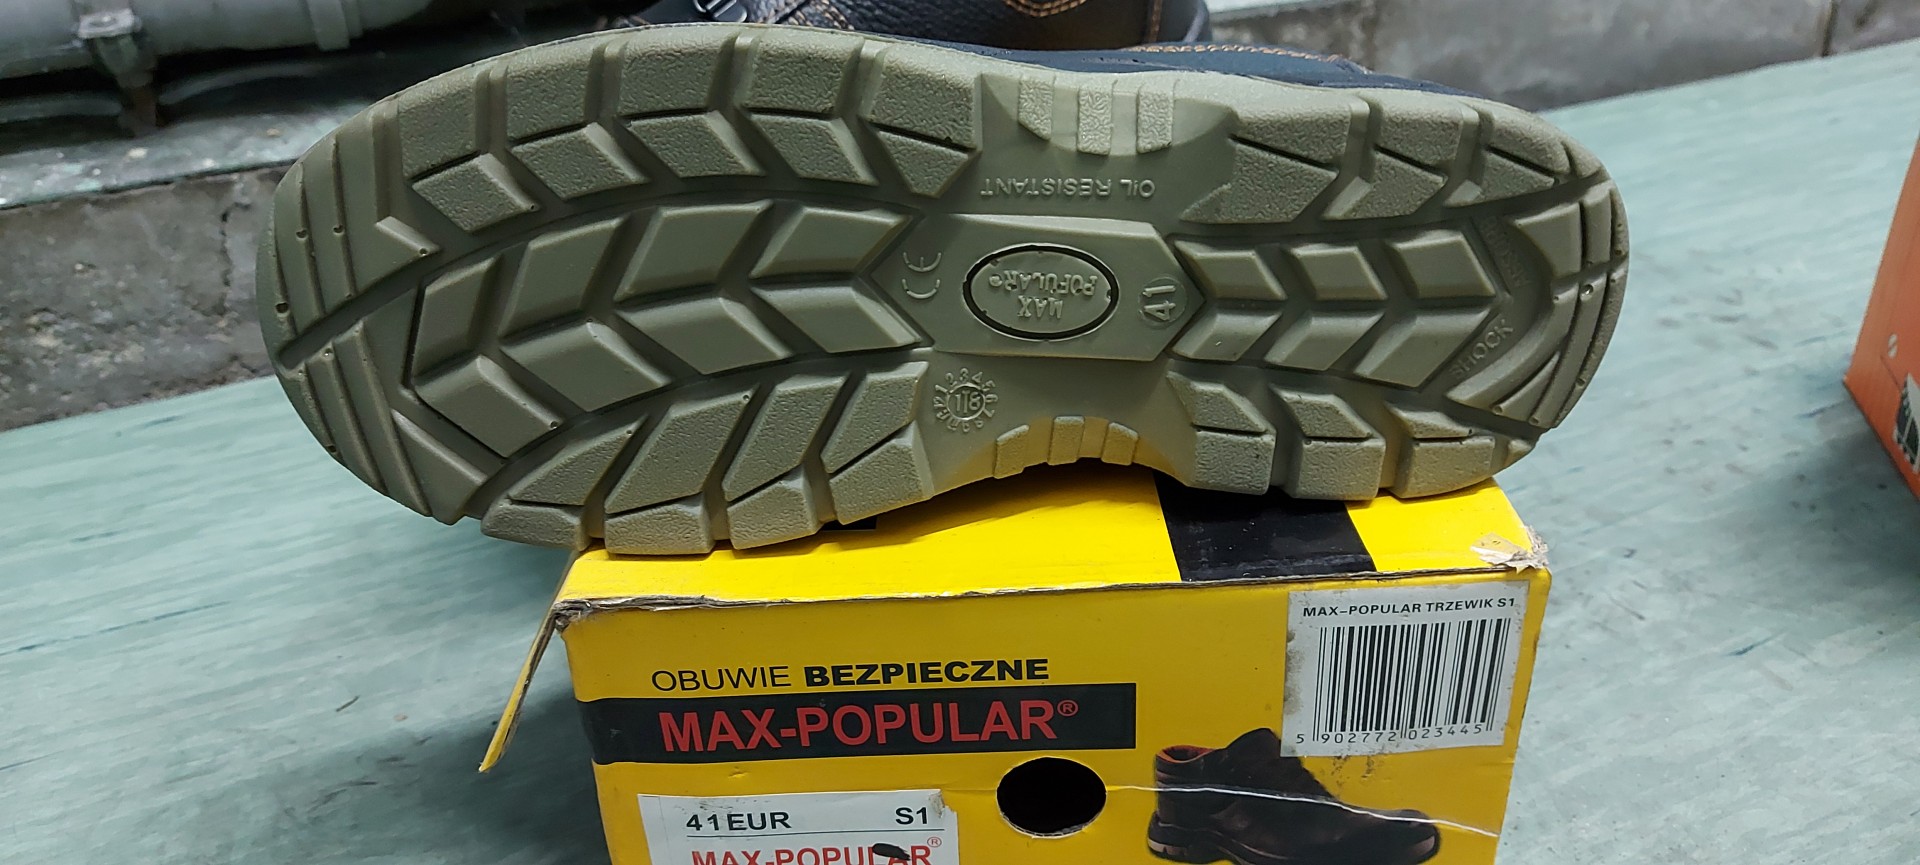 OIL RESISTANT
CE
MAX
POPULAR®
41
SHOCK
118
MAX-POPULAR TRZEWIK S1
5 902772 023445
OBUWIE BEZPIECZNE
MAX-POPULAR®
41EUR S1
MAX-POPULAR®